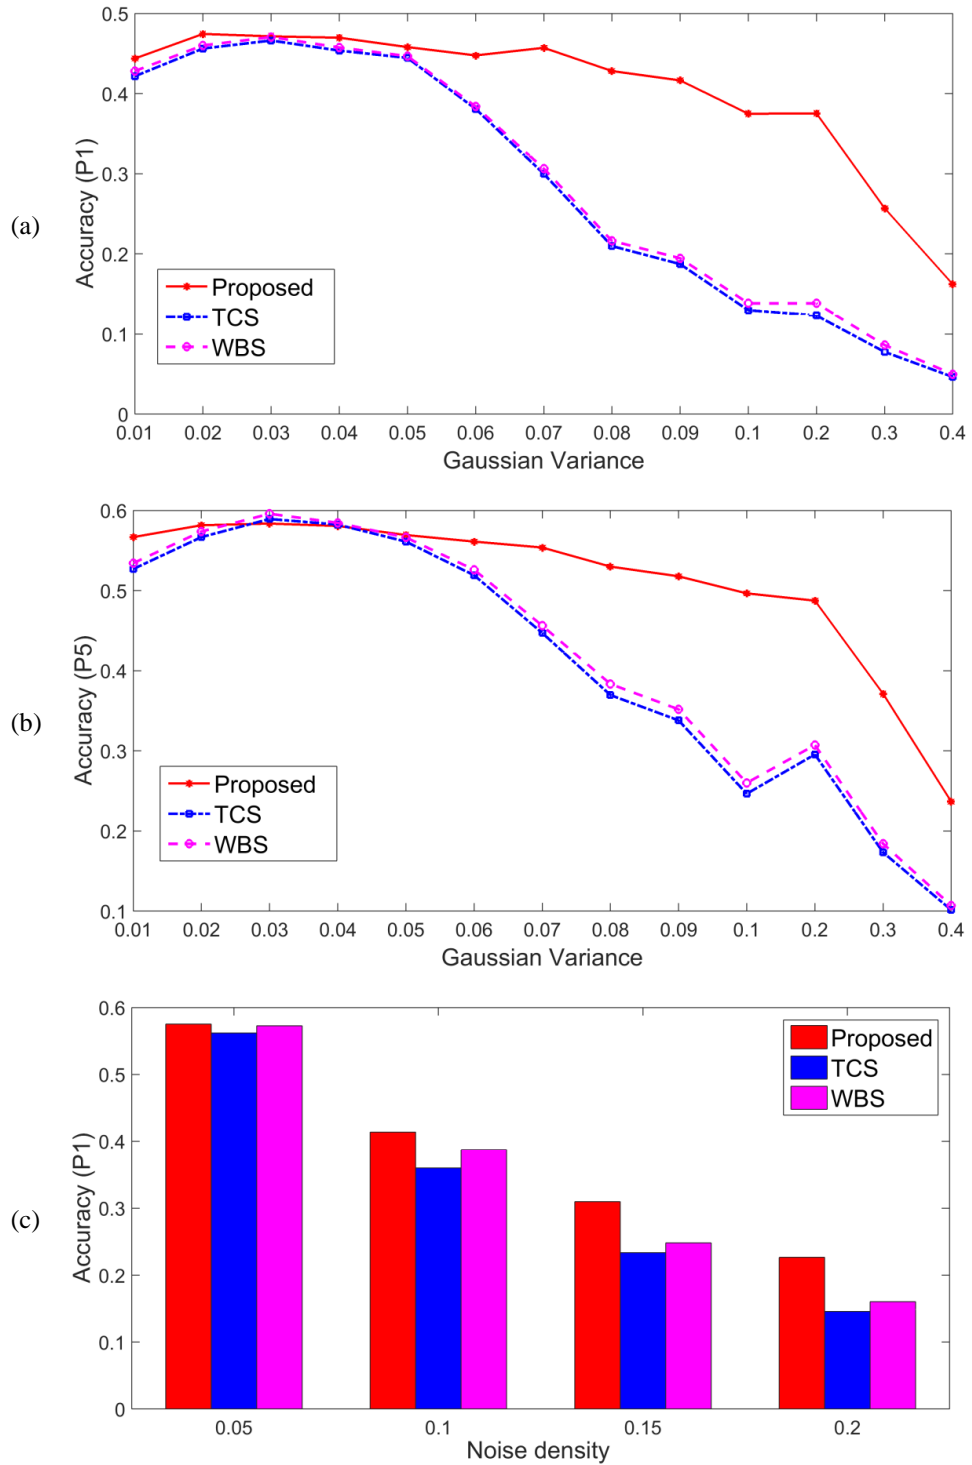 (a)
Accuracy (P1)
0.5
0.4
0.3
0.2
0.1
0
Proposed
TCS
WBS
0.01 0.02 0.03 0.04 0.05 0.06 0.07 0.08 0.09 0.1 0.2 0.3 0.4
Gaussian Variance
(b)
Accuracy (P5)
0.6
0.5
0.4
0.3
0.2
0.1
Proposed
TCS
WBS
0.01 0.02 0.03 0.04 0.05 0.06 0.07 0.08 0.09 0.1 0.2 0.3 0.4
Gaussian Variance
(c)
Accuracy (P1)
0.6
0.5
0.4
0.3
0.2
0.1
0
Proposed
TCS
WBS
0.05 0.1 0.15 0.2
Noise density